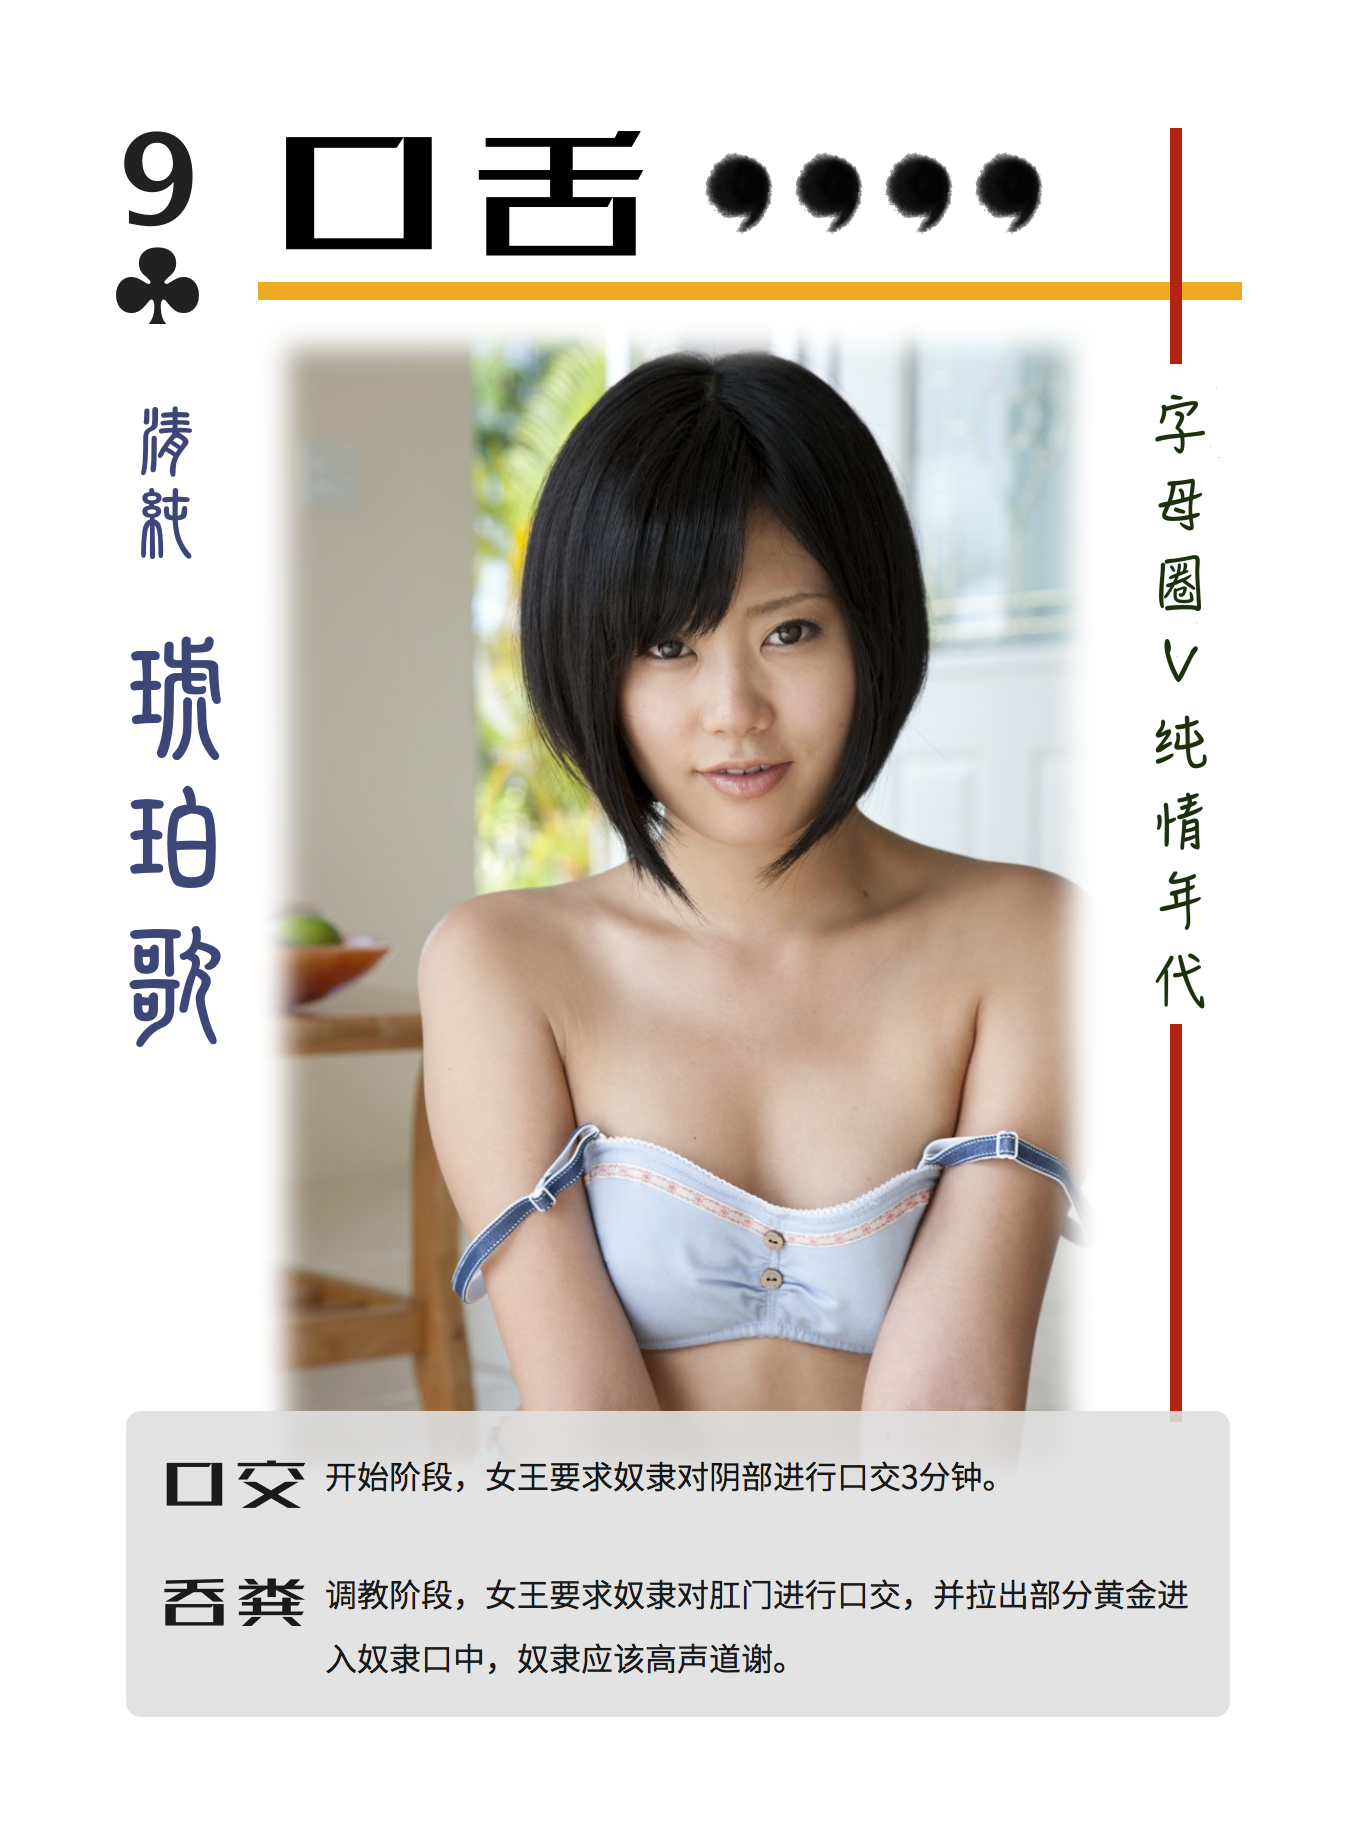 9
♣
口舌
清純
琥珀歌
字母圈V纯情年代
口交 开始阶段，女王要求奴隶对阴部进行口交3分钟。
吞粪 调教阶段，女王要求奴隶对肛门进行口交，并拉出部分黄金进
入奴隶口中，奴隶应该高声道谢。